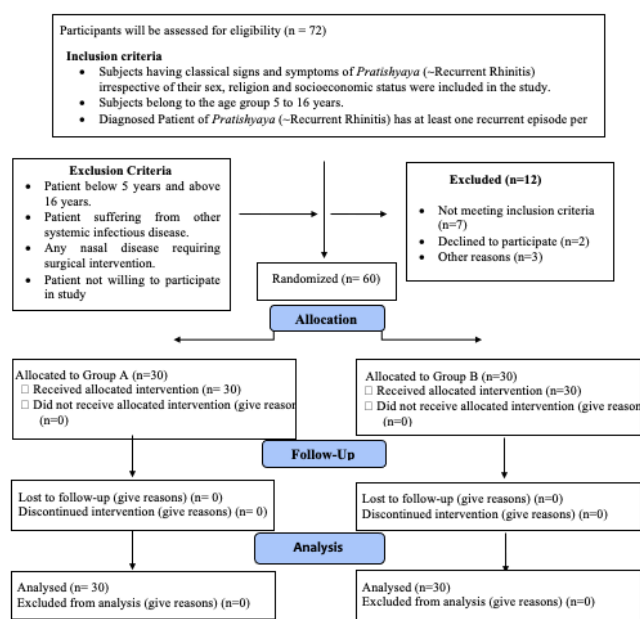 Participants will be assessed for eligibility (n = 72)
Inclusion criteria
• Subjects having classical signs and symptoms of Pratishyaya (~Recurrent Rhinitis)
irrespective of their sex, religion and socioeconomic status were included in the study.
• Subjects belong to the age group 5 to 16 years.
• Diagnosed Patient of Pratishyaya (~Recurrent Rhinitis) has at least one recurrent episode per
Exclusion Criteria
• Patient below 5 years and above
16 years.
• Patient suffering from other
systemic infectious disease.
• Any nasal disease requiring
surgical intervention.
• Patient not willing to participate
in study
Excluded (n=12)
• Not meeting inclusion criteria
(n=7)
• Declined to participate (n=2)
• Other reasons (n=3)
Randomized (n= 60)
Allocation
Allocated to Group A (n=30)
□ Received allocated intervention (n= 30)
□ Did not receive allocated intervention (give reason
(n=0)
Allocated to Group B (n=30)
□ Received allocated intervention (n=30)
□ Did not receive allocated intervention (give reason
(n=0)
Follow-Up
Lost to follow-up (give reasons) (n= 0)
Discontinued intervention (give reasons) (n= 0)
Lost to follow-up (give reasons) (n=0)
Discontinued intervention (give reasons) (n=0)
Analysis
Analysed (n= 30)
Excluded from analysis (give reasons) (n=0)
Analysed (n=30)
Excluded from analysis (give reasons) (n=0)